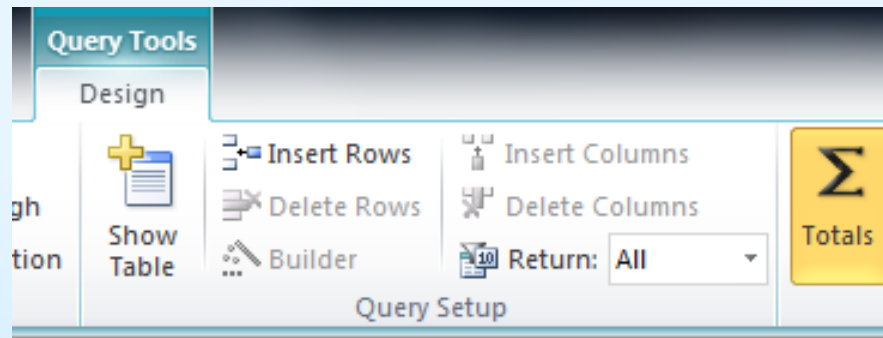 Query Tools
Design
gh
tion
Show
Table
Insert Rows
Delete Rows
Builder
Insert Columns
Delete Columns
10 Return: All
Query Setup
Σ
Totals